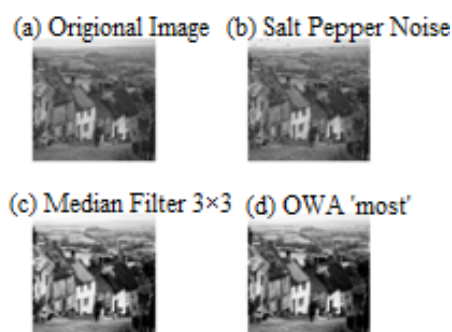 (a) Origional Image
(b) Salt Pepper Noise
(c) Median Filter 3×3
(d) OWA 'most'